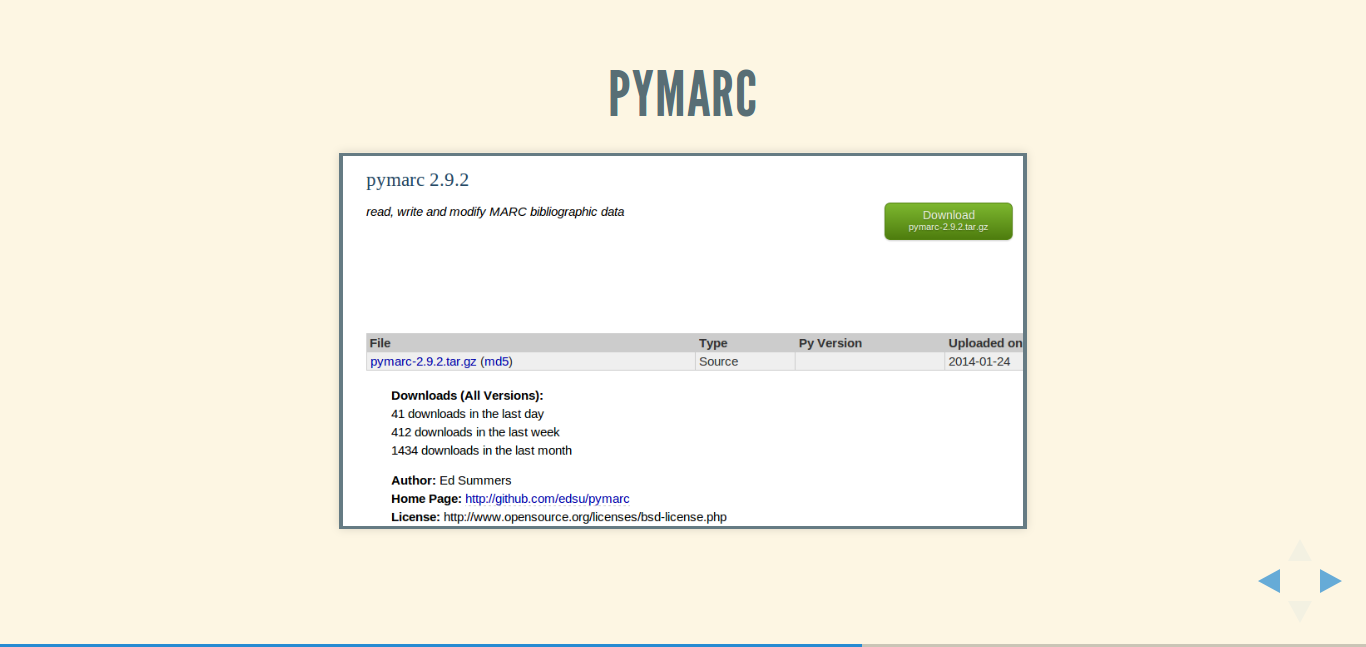 PYMARC
pymarc 2.9.2
read, write and modify MARC bibliographic data
Download
pymarc-2.9.2.tar.gz
File Type Py Version Uploaded on
pymarc-2.9.2.tar.gz (md5) Source 2014-01-24
Downloads (All Versions):
41 downloads in the last day
412 downloads in the last week
1434 downloads in the last month
Author: Ed Summers
Home Page: http://github.com/edsu/pymarc
License: http://www.opensource.org/licenses/bsd-license.php